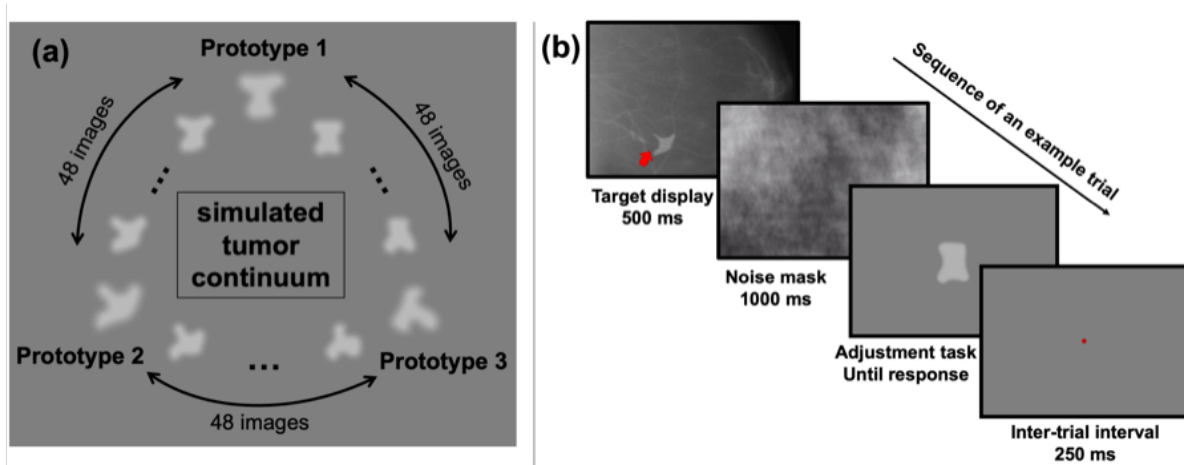 (a)
Prototype 1
48 images
48 images
...
...
simulated
tumor
continuum
Prototype 2
...
Prototype 3
48 images
(b)
Sequence of an example trial
Target display
500 ms
Noise mask
1000 ms
Adjustment task
Until response
Inter-trial interval
250 ms